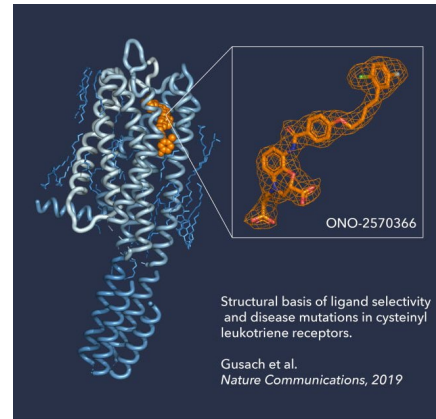 ONO-2570366
Structural basis of ligand selectivity
and disease mutations in cysteinyl
leukotriene receptors.
Gusach et al.
Nature Communications, 2019